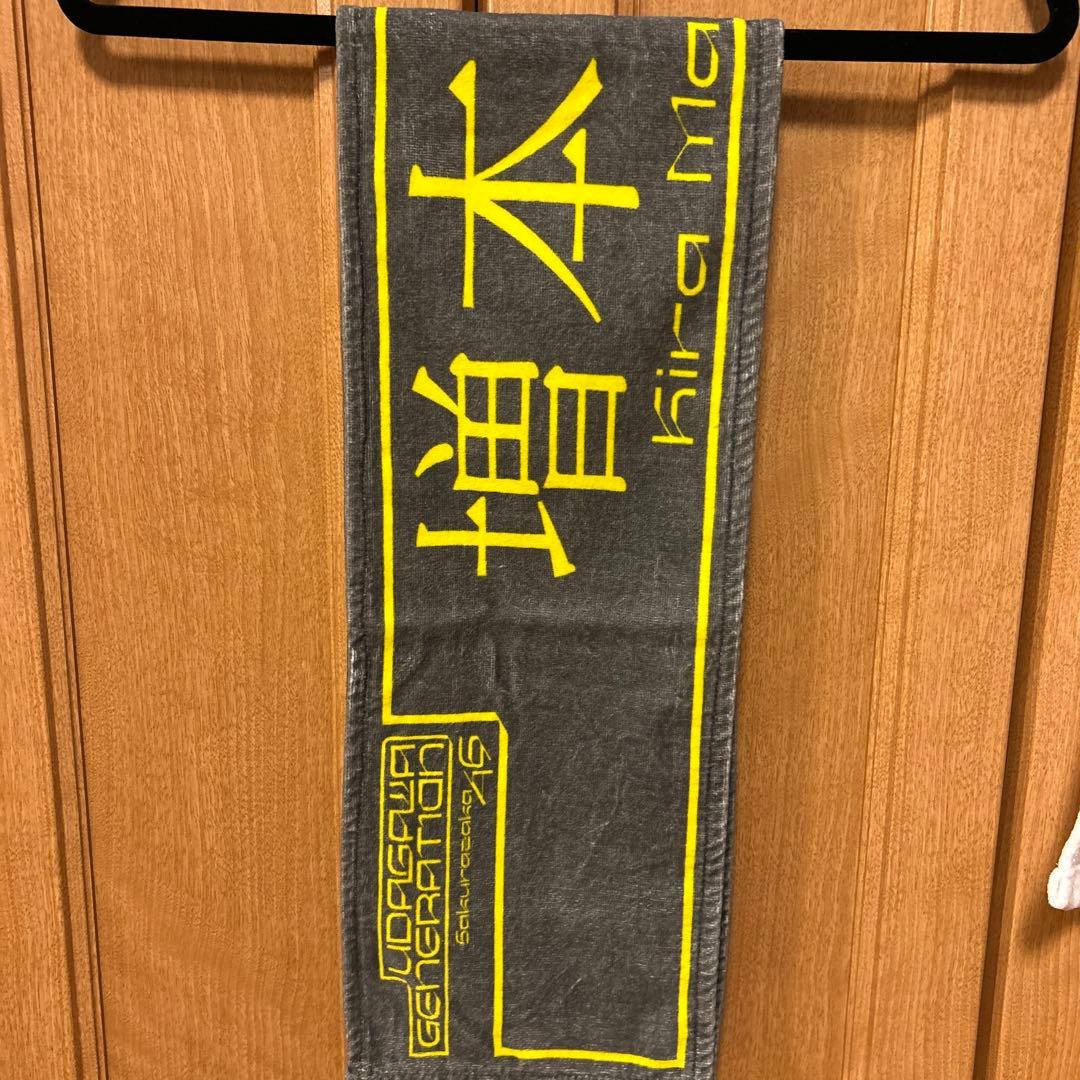 UDAGAWA
GENERATION
Sakurazaka46
増本
Kira Ma